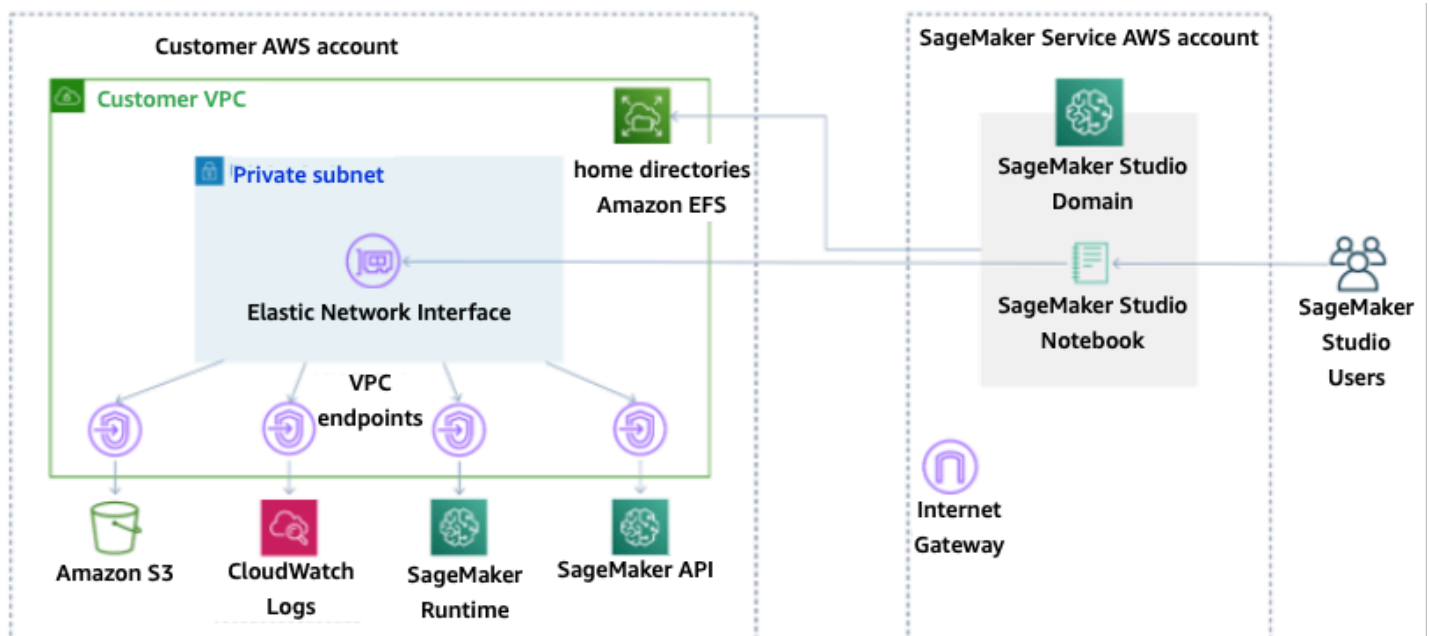 Customer AWS account
SageMaker Service AWS account
Customer VPC
Private subnet
home directories
Amazon EFS
SageMaker Studio
Domain
Elastic Network Interface
SageMaker Studio
Notebook
SageMaker
Studio
Users
VPC
endpoints
Internet
Gateway
Amazon S3
CloudWatch
Logs
SageMaker
Runtime
SageMaker API